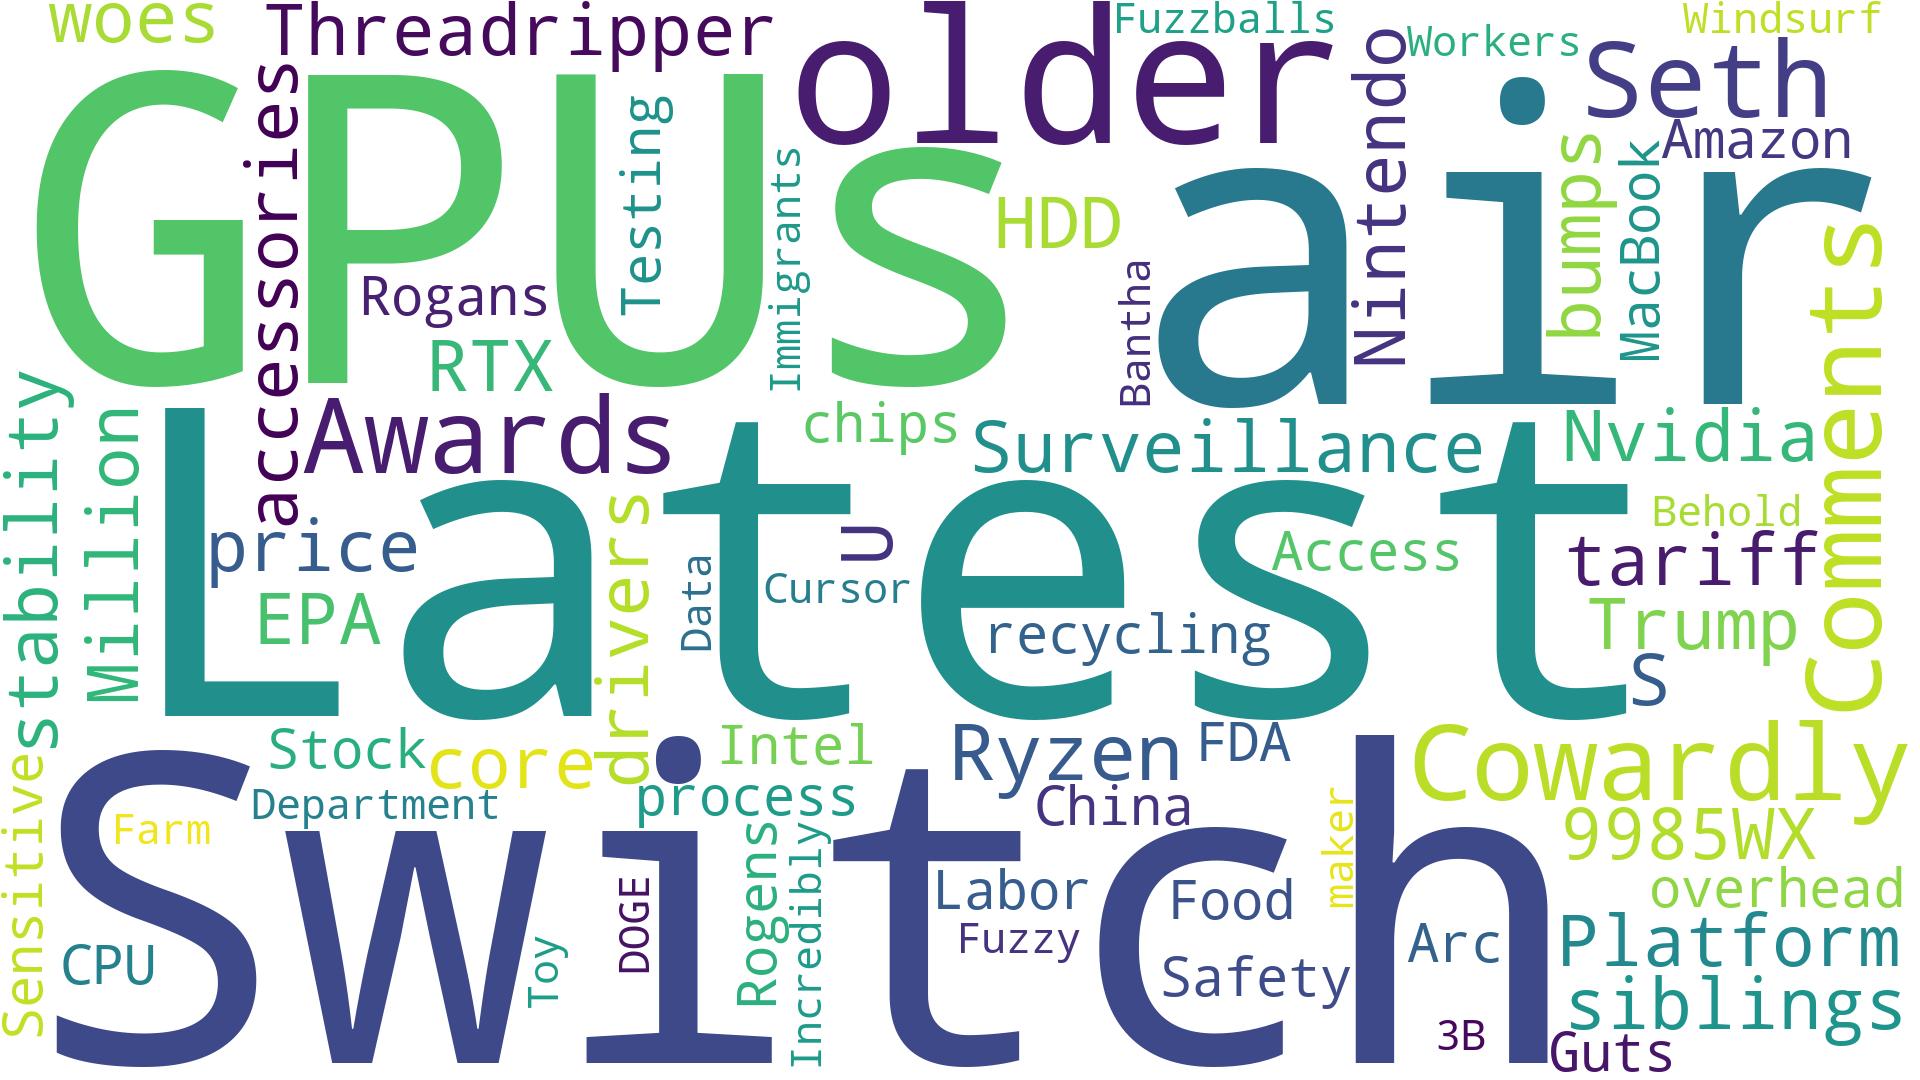 woes
Threadripper
older
Fuzzballs
Workers
Windsurf
GPUs
accessories
Testing
Immigrants
HDD
Bantha
air
Nintendo
Seth
Amazon
bumps
MacBook
Comments
Rogans
RTX
stability
Million
Awards
chips
Surveillance
Nvidia
Latest
price
EPA
drivers
Data
U
Cursor
Access
recycling
Behold
tariff
Trump
S
Sensitive
Stock
core
Intel
Ryzen
FDA
Cowardly
Department
process
China
maker
9985WX
Farm
Switch
overhead
CPU
Toy
DOGE
Rogens
Incredibly
Labor
Fuzzy
Food
Safety
Arc
Platform
siblings
3B
Guts